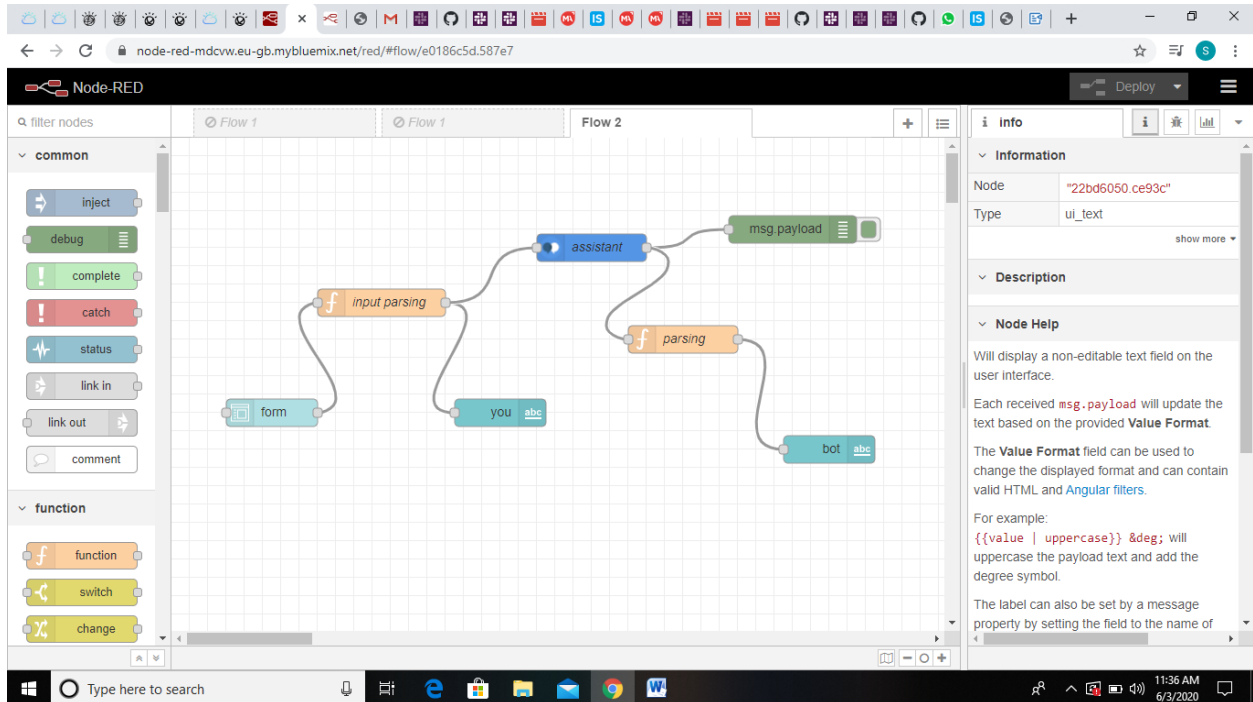 node-red-mdcvw.eu-gb.mybluemix.net/red/#flow/e0186c5d.587e7
S
Node-RED
Deploy
filter nodes
Flow 1
Flow 1
Flow 2
i info
common
inject
debug
complete
catch
status
link in
link out
comment
function
function
switch
change
assistant
msg.payload
input parsing
parsing
form
you abc
bot abc
Information
Node "22bd6050.ce93c"
Type ui_text
show more
Description
Node Help
Will display a non-editable text field on the
user interface.
Each received msg.payload will update the
text based on the provided Value Format.
The Value Format field can be used to
change the displayed format and can contain
valid HTML and Angular filters.
For example:
{{value | uppercase}} &deg; will
uppercase the payload text and add the
degree symbol.
The label can also be set by a message
property by setting the field to the name of
Type here to search
11:36 AM
6/3/2020